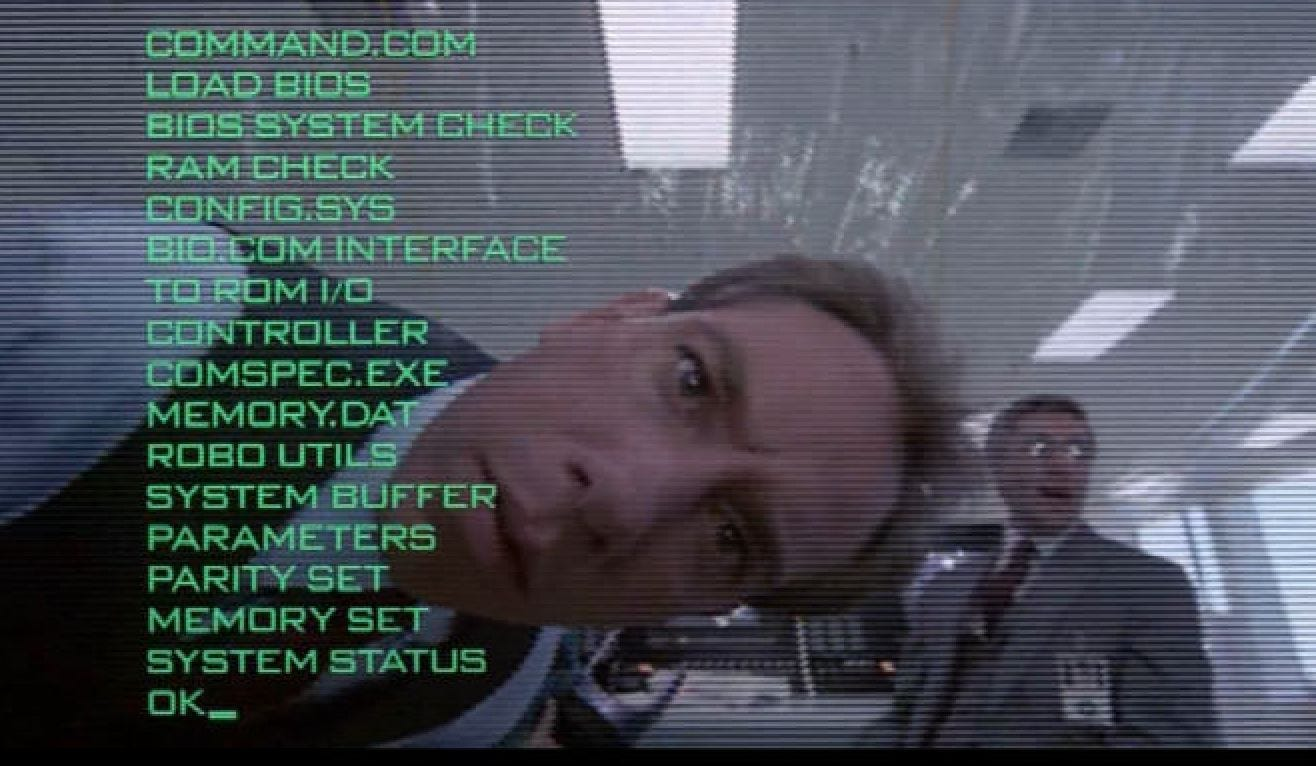 COMMAND.COM
LOAD BIOS
BIOS SYSTEM CHECK
RAM CHECK
CONFIG.SYS
BIO.COM INTERFACE
TO ROM I/O
CONTROLLER
COMSPEC.EXE
MEMORY.DAT
ROBO UTILS
SYSTEM BUFFER
PARAMETERS
PARITY SET
MEMORY SET
SYSTEM STATUS
OK_